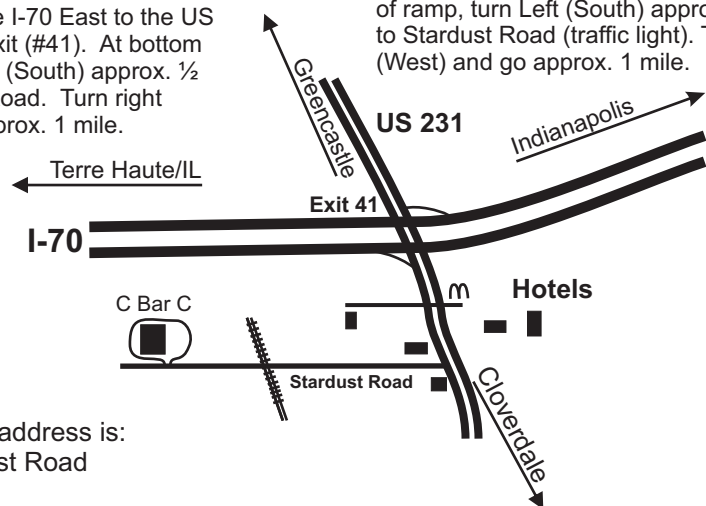 e I-70 East to the US
xit (#41). At bottom
(South) approx. ½
oad. Turn right
prox. 1 mile.
of ramp, turn Left (South) appro
to Stardust Road (traffic light). T
(West) and go approx. 1 mile.
Greencastle
US 231
Indianapolis
Terre Haute/IL
Exit 41
I-70
Hotels
C Bar C
Stardust Road
Cloverdale
address is:
st Road